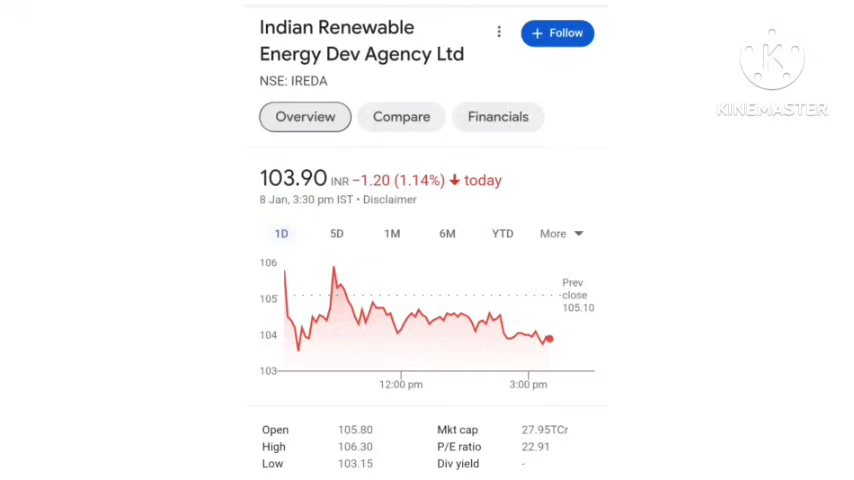 Indian Renewable
Energy Dev Agency Ltd
+ Follow
NSE: IREDA
K
KINEMASTER
Overview
Compare
Financials
103.90 INR −1.20 (1.14%) ↓ today
8 Jan, 3:30 pm IST • Disclaimer
1D 5D 1M 6M YTD More
106
105
104
103
Prev
close
105.10
12:00 pm 3:00 pm
Open 105.80 Mkt cap 27.95TCr
High 106.30 P/E ratio 22.91
Low 103.15 Div yield -